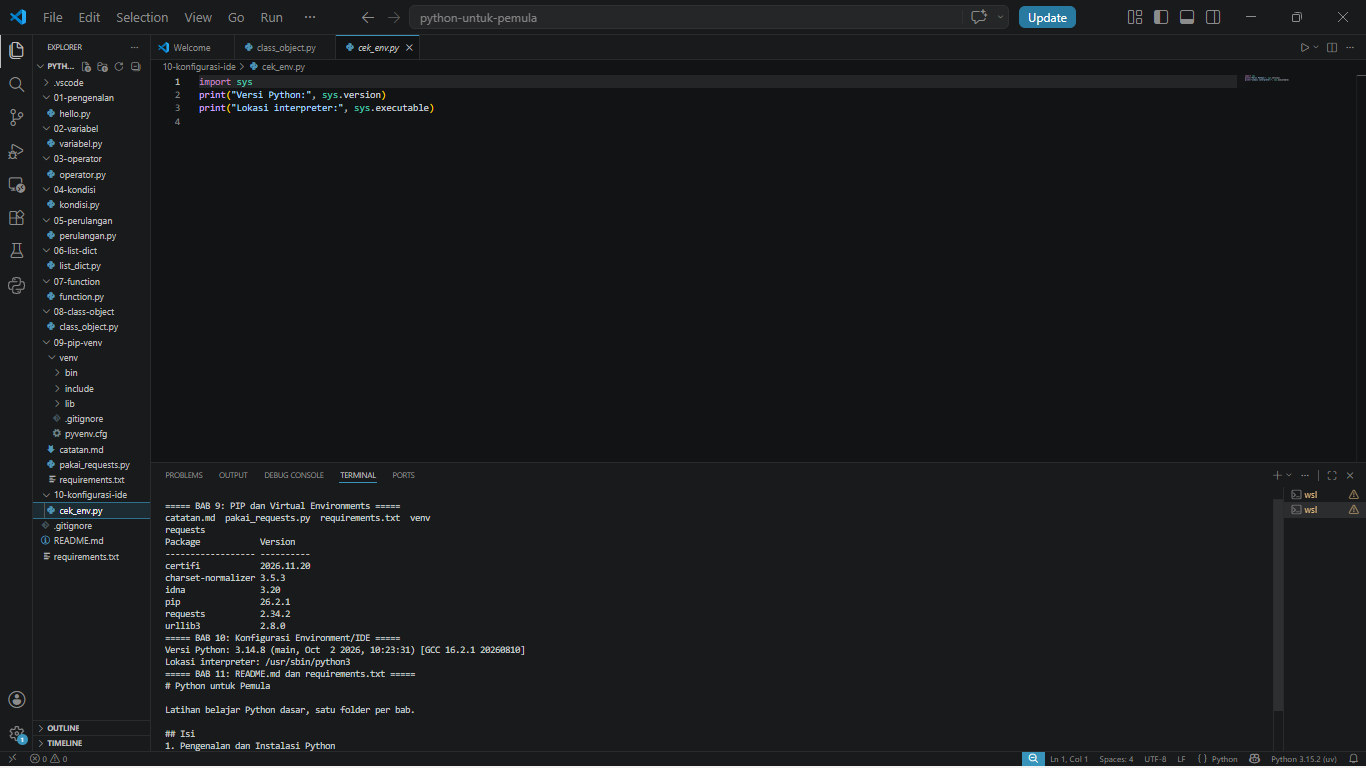 File Edit Selection View Go Run ··· python-untuk-pemula Update
EXPLORER ···
Welcome class_object.py cek_env.py
PYTH...
10-konfigurasi-ide > cek_env.py
.vscode
01-pengenalan
hello.py
02-variabel
variabel.py
03-operator
operator.py
04-kondisi
kondisi.py
05-perulangan
perulangan.py
06-list-dict
list_dict.py
07-function
function.py
08-class-object
class_object.py
09-pip-venv
venv
bin
include
lib
.gitignore
pyvenv.cfg
catatan.md
pakai_requests.py
requirements.txt
10-konfigurasi-ide
cek_env.py
.gitignore
README.md
requirements.txt
OUTLINE
TIMELINE
1 import sys
2 print("Versi Python:", sys.version)
3 print("Lokasi interpreter:", sys.executable)
4
PROBLEMS OUTPUT DEBUG CONSOLE TERMINAL PORTS
===== BAB 9: PIP dan Virtual Environments =====
catatan.md pakai_requests.py requirements.txt venv
requests
Package Version
------------------ ----------
certifi 2026.11.20
charset-normalizer 3.5.3
idna 3.20
pip 26.2.1
requests 2.34.2
urllib3 2.8.0
===== BAB 10: Konfigurasi Environment/IDE =====
Versi Python: 3.14.8 (main, Oct  2 2026, 10:23:31) [GCC 16.2.1 20260810]
Lokasi interpreter: /usr/sbin/python3
===== BAB 11: README.md dan requirements.txt =====
# Python untuk Pemula
Latihan belajar Python dasar, satu folder per bab.
## Isi
1. Pengenalan dan Instalasi Python
wsl
wsl
1
0 0 Ln 1, Col 1 Spaces: 4 UTF-8 LF { } Python Python 3.15.2 (uv)